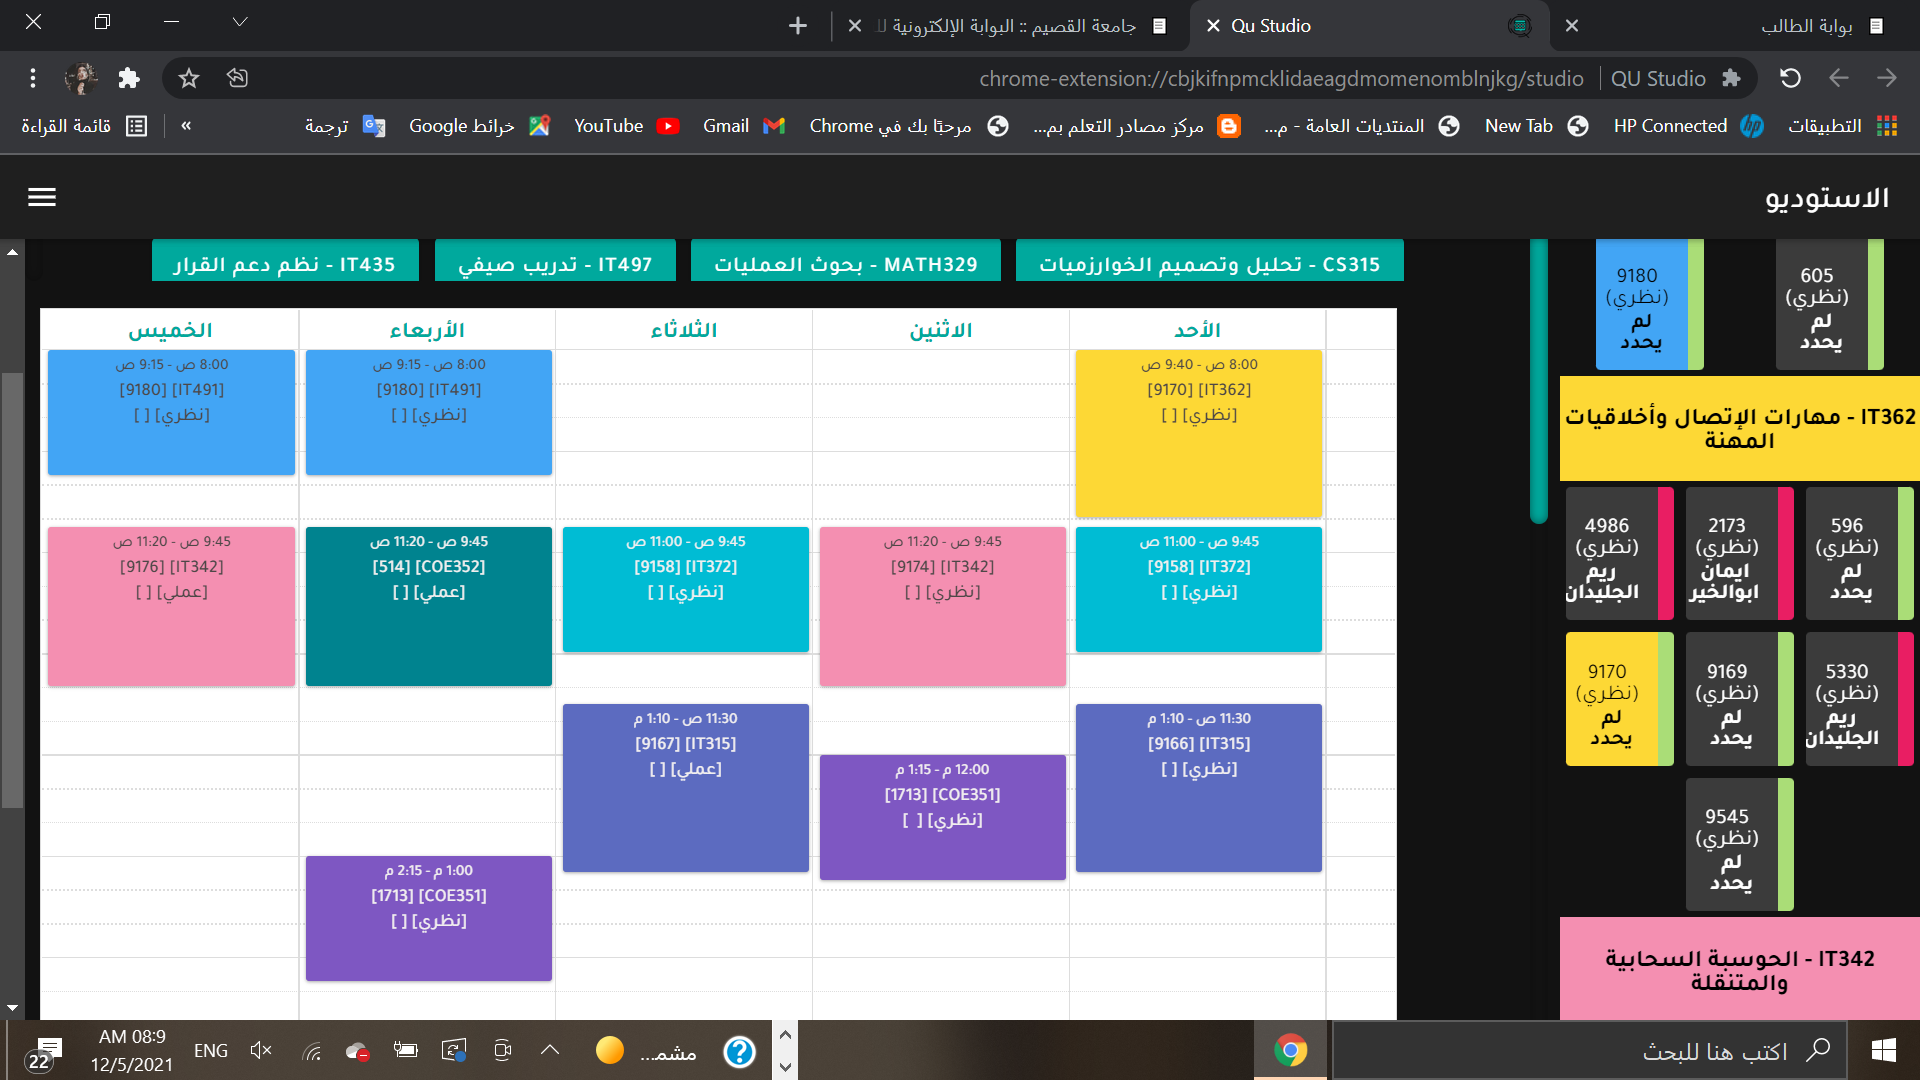 بوابة الطالب
Qu Studio
جامعة القصيم :: البوابة الإلكترونية لل
QU Studio
chrome-extension://cbjkifnpmcklidaeagdmomenomblnjkg/studio
التطبيقات
HP Connected
New Tab
المنتديات العامة - م...
مركز مصادر التعلم بم...
مرحبًا بك في Chrome
Gmail
YouTube
خرائط Google
ترجمة
»
قائمة القراءة
الاستوديو
605
(نظري)
لم
يحدد
9180
(نظري)
لم
يحدد
IT362 - مهارات الإتصال وأخلاقيات
المهنة
596
(نظري)
لم
يحدد
2173
(نظري)
ايمان
ابوالخير
4986
(نظري)
ريم
الجليدان
5330
(نظري)
ريم
الجليدان
9169
(نظري)
لم
يحدد
9170
(نظري)
لم
يحدد
9545
(نظري)
لم
يحدد
IT342 - الحوسبة السحابية
والمتنقلة
CS315 - تحليل وتصميم الخوارزميات
MATH329 - بحوث العمليات
IT497 - تدريب صيفي
IT435 - نظم دعم القرار
الأحد
الاثنين
الثلاثاء
الأربعاء
الخميس
8:00 ص - 9:40 ص
[IT362] [9170]
[نظري] [ ]
9:45 ص - 11:00 ص
[IT372] [9158]
[نظري] [ ]
11:30 ص - 1:10 م
[IT315] [9166]
[نظري] [ ]
9:45 ص - 11:20 ص
[IT342] [9174]
[نظري] [ ]
12:00 م - 1:15 م
[COE351] [1713]
[نظري] [ ]
9:45 ص - 11:00 ص
[IT372] [9158]
[نظري] [ ]
11:30 ص - 1:10 م
[IT315] [9167]
[عملي] [ ]
8:00 ص - 9:15 ص
[IT491] [9180]
[نظري] [ ]
9:45 ص - 11:20 ص
[COE352] [514]
[عملي] [ ]
1:00 م - 2:15 م
[COE351] [1713]
[نظري] [ ]
8:00 ص - 9:15 ص
[IT491] [9180]
[نظري] [ ]
9:45 ص - 11:20 ص
[IT342] [9176]
[عملي] [ ]
اكتب هنا للبحث
مشم...
ENG
08:9 AM
12/5/2021
22